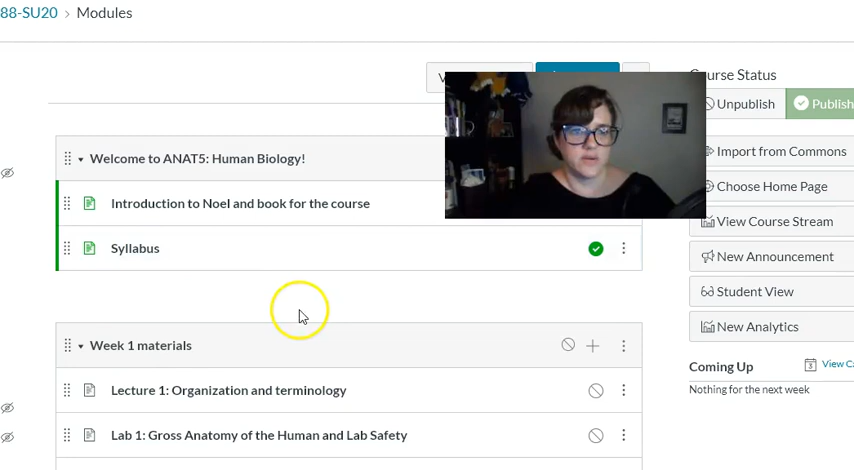 88-SU20 > Modules
Course Status
Unpublish
Publish
Welcome to ANAT5: Human Biology!
Import from Commons
Introduction to Noel and book for the course
Choose Home Page
View Course Stream
Syllabus
New Announcement
Student View
Week 1 materials
New Analytics
Coming Up
3
View Ca
Nothing for the next week
Lecture 1: Organization and terminology
Lab 1: Gross Anatomy of the Human and Lab Safety